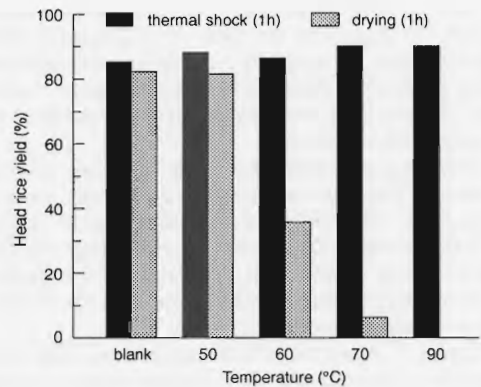 100
thermal shock (1h)
drying (1h)
80
60
40
20
0
Head rice yield (%)
blank 50 60 70 90
Temperature (°C)